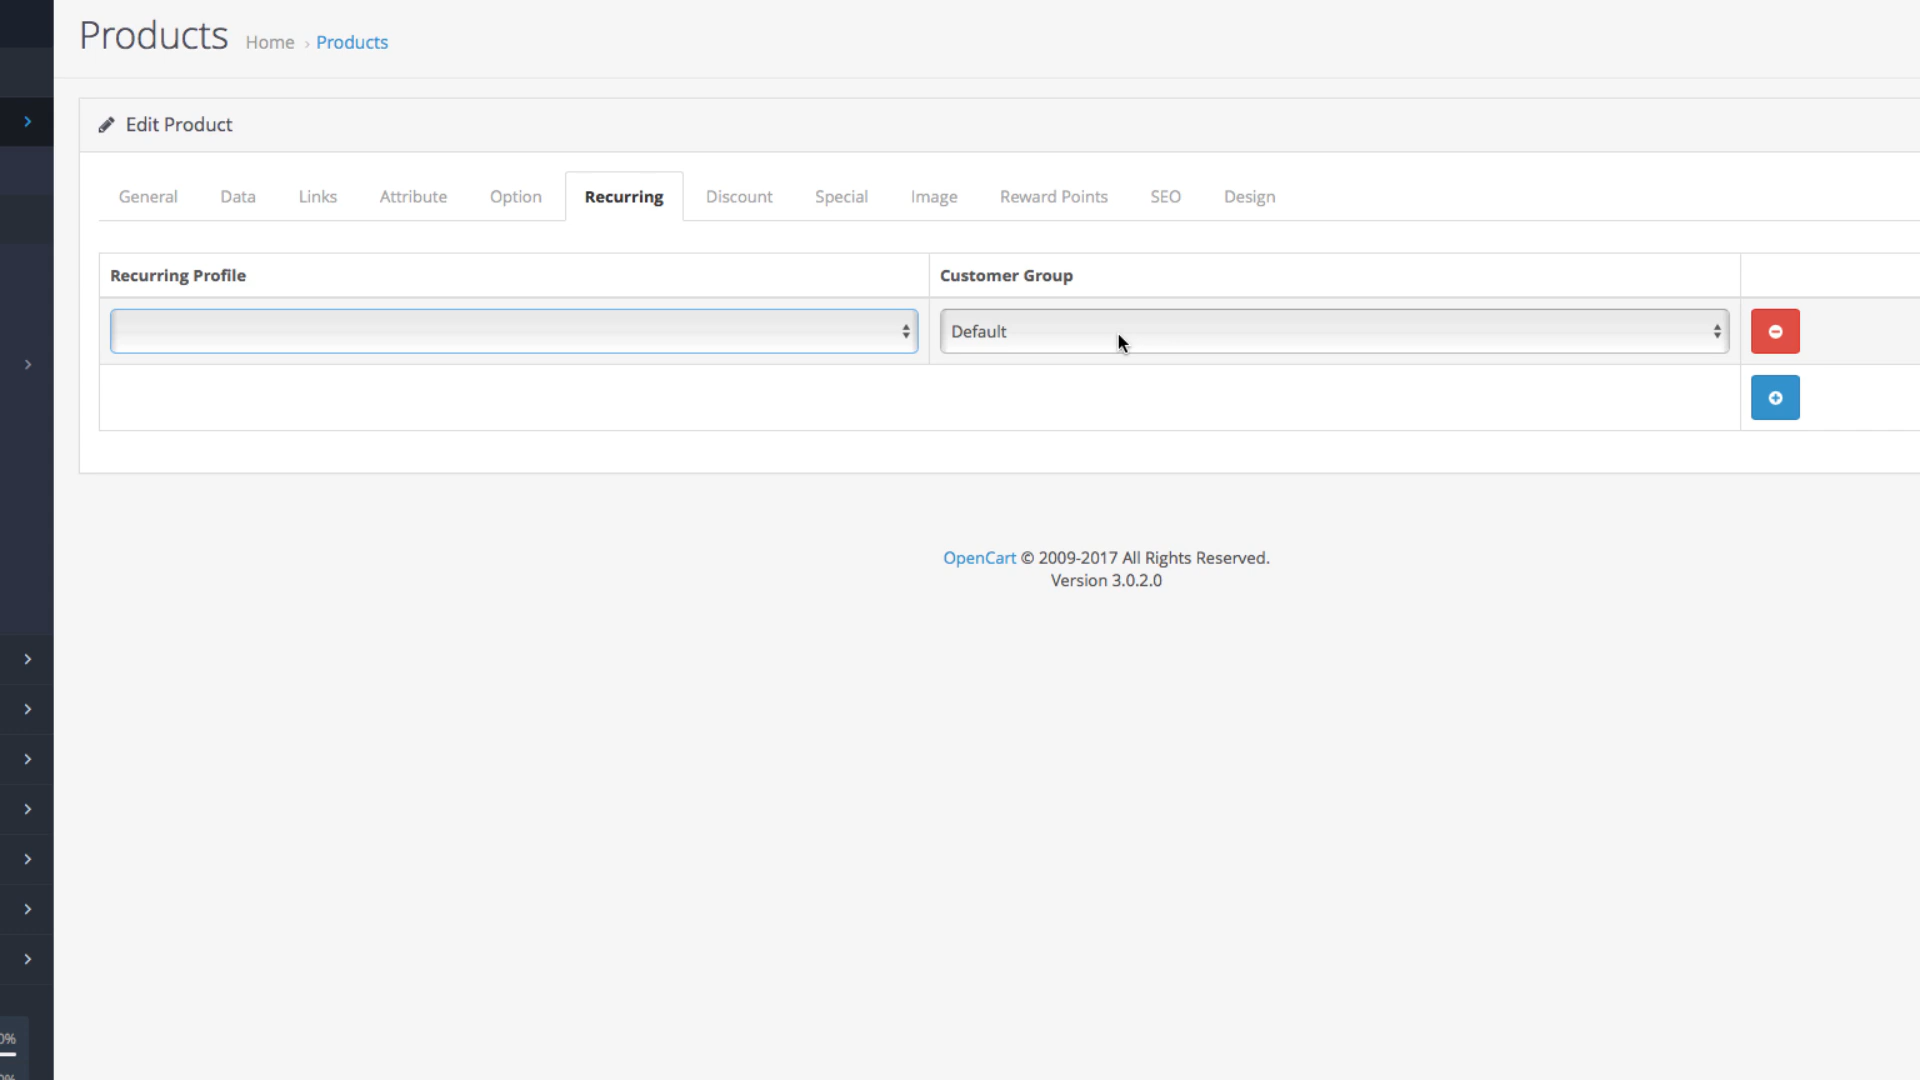 Products Home › Products
Edit Product
General Data Links Attribute Option Recurring Discount Special Image Reward Points SEO Design
Recurring Profile Customer Group
Default
OpenCart © 2009-2017 All Rights Reserved.
Version 3.0.2.0
0%